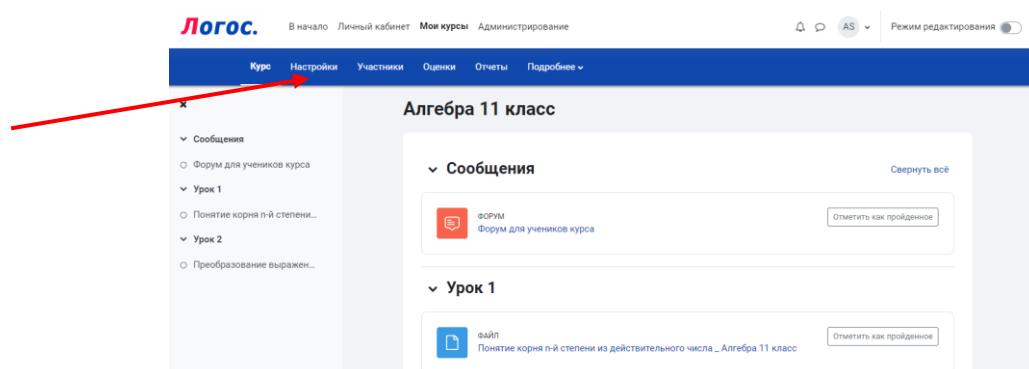 Логос. В начало Личный кабинет Мои курсы Администрирование AS Режим редактирования
Курс Настройки Участники Оценки Отчеты Подробнее
Алгебра 11 класс
Сообщения
Форум для учеников курса
Урок 1
Понятие корня n-й степени...
Урок 2
Преобразование выражен...
Сообщения Свернуть всё
ФОРУМ
Форум для учеников курса
Отметить как пройденное
Урок 1
ФАЙЛ
Понятие корня n-й степени из действительного числа _ Алгебра 11 класс
Отметить как пройденное